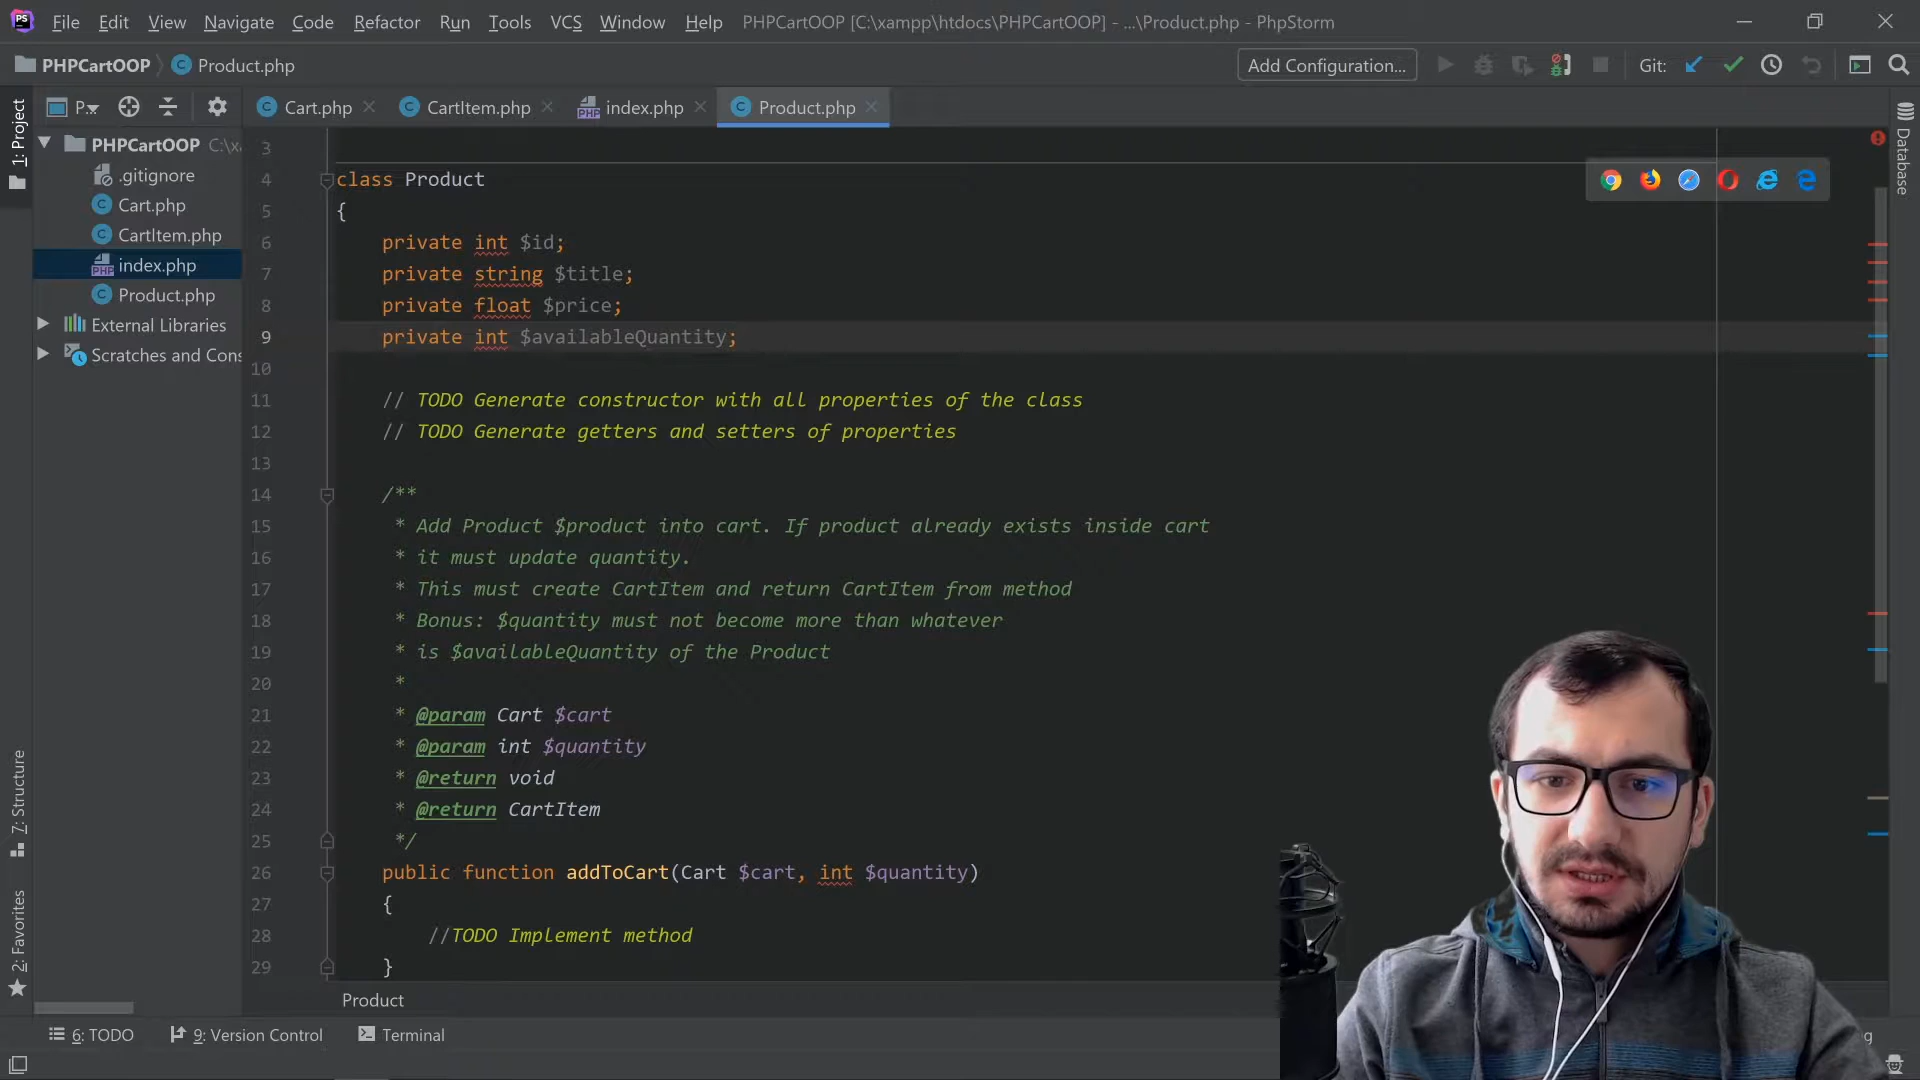 PS File Edit View Navigate Code Refactor Run Tools VCS Window Help PHPCartOOP [C:\xampp\htdocs\PHPCartOOP] - ...\Product.php - PhpStorm
PHPCartOOP Product.php Add Configuration... Git:
1: Project
P... Cart.php CartItem.php PHP index.php Product.php
Database
PHPCartOOP C:\xa
.gitignore
Cart.php
CartItem.php
PHP index.php
Product.php
External Libraries
Scratches and Cons
3
4 class Product
5 {
6 private int $id;
7 private string $title;
8 private float $price;
9 private int $availableQuantity;
10
11 // TODO Generate constructor with all properties of the class
12 // TODO Generate getters and setters of properties
13
14 /**
15 * Add Product $product into cart. If product already exists inside cart
16 * it must update quantity.
17 * This must create CartItem and return CartItem from method
18 * Bonus: $quantity must not become more than whatever
19 * is $availableQuantity of the Product
20 *
21 * @param Cart $cart
22 * @param int $quantity
23 * @return void
24 * @return CartItem
25 */
26 public function addToCart(Cart $cart, int $quantity)
27 {
28 //TODO Implement method
29 }
7: Structure
2: Favorites
Product
6: TODO 9: Version Control Terminal
g